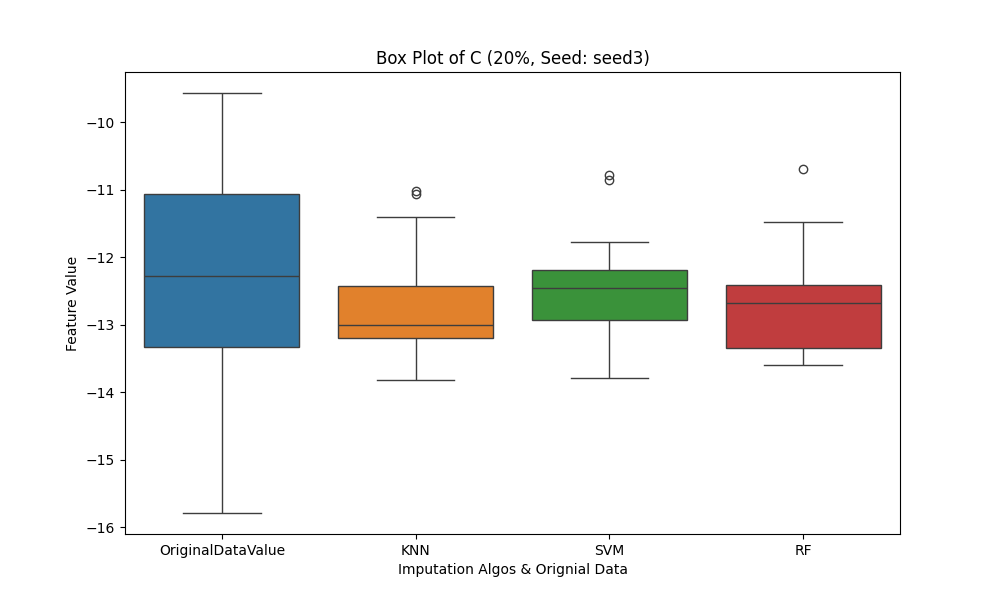 Box Plot of C (20%, Seed: seed3)
Feature Value
−10
−11
−12
−13
−14
−15
−16
OriginalDataValue
KNN
SVM
RF
Imputation Algos & Orignial Data